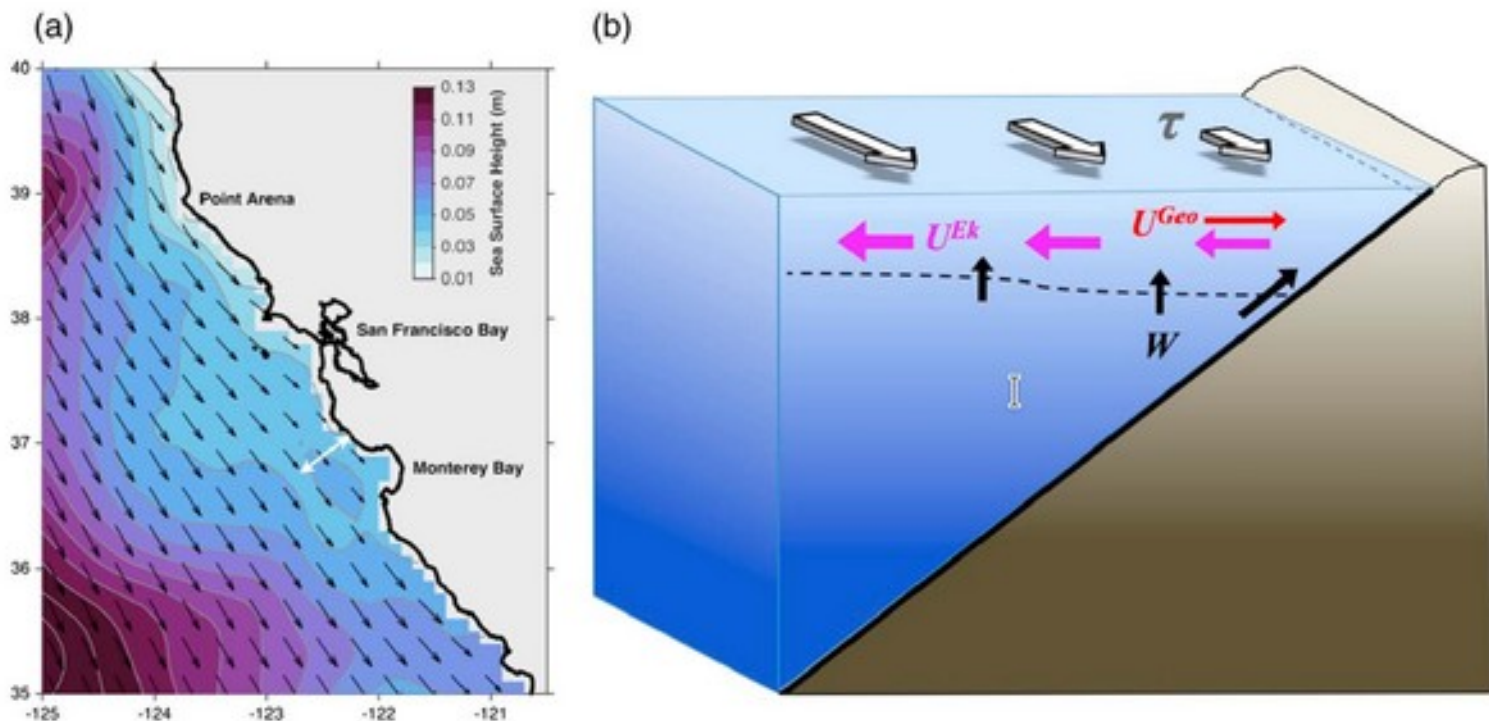 (a)
40
39
38
37
36
35
-125
-124
-123
-122
-121
0.13
0.11
0.09
0.07
0.05
0.03
0.01
Sea Surface Height (m)
Point Arena
San Francisco Bay
Monterey Bay
(b)
τ
U^Geo
U^Ek
W